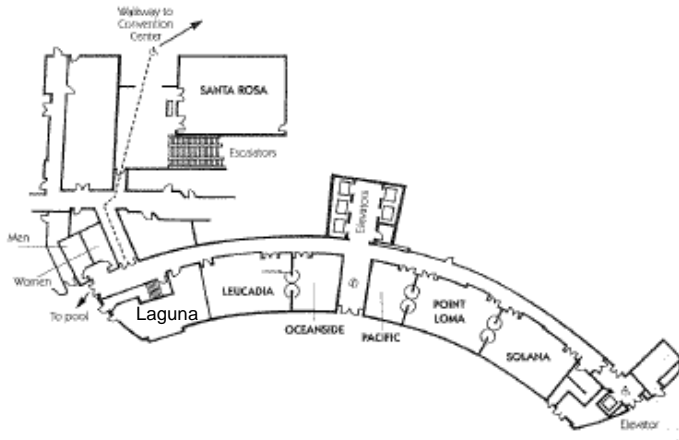 Walkway to
Convention
Center
SANTA ROSA
Escalators
Elevators
Men
Women
To pool
Laguna
LEUCADIA
OCEANSIDE
PACIFIC
POINT
LOMA
SOLANA
Elevator